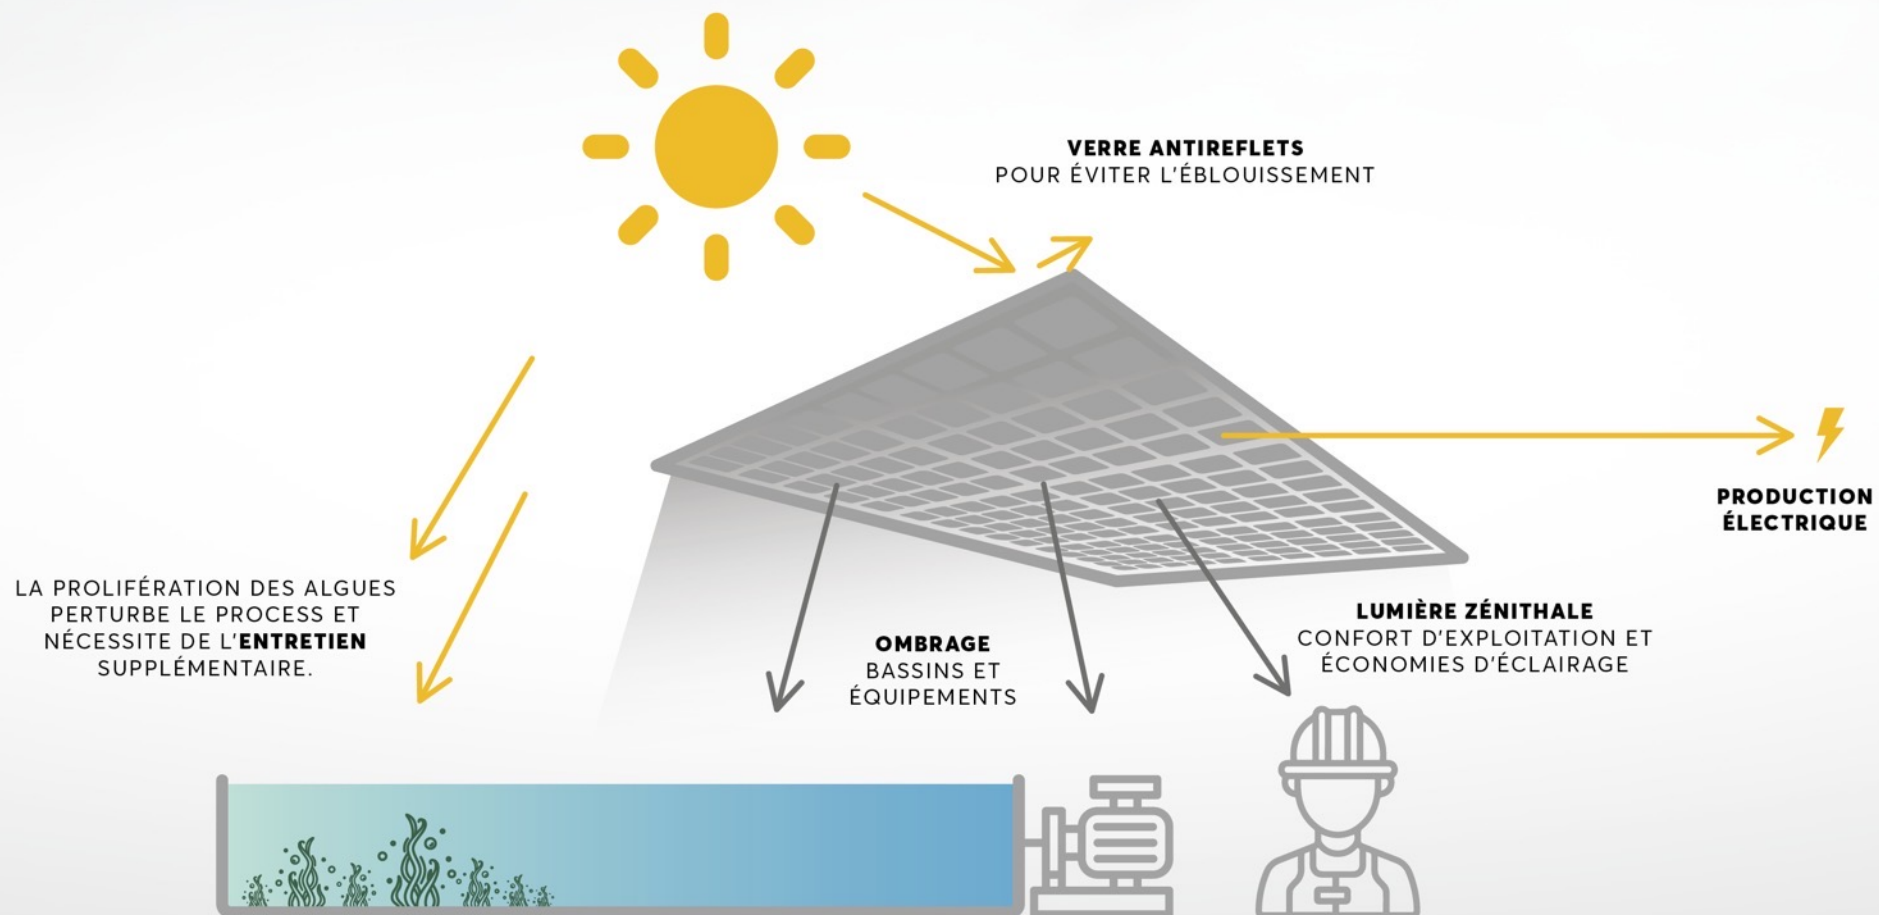 VERRE ANTIREFLETS
POUR ÉVITER L'ÉBLOUISSEMENT
PRODUCTION
ÉLECTRIQUE
LA PROLIFÉRATION DES ALGUES
PERTURBE LE PROCESS ET
NÉCESSITE DE L'ENTRETIEN
SUPPLÉMENTAIRE.
OMBRAGE
BASSINS ET
ÉQUIPEMENTS
LUMIÈRE ZÉNITHALE
CONFORT D'EXPLOITATION ET
ÉCONOMIES D'ÉCLAIRAGE